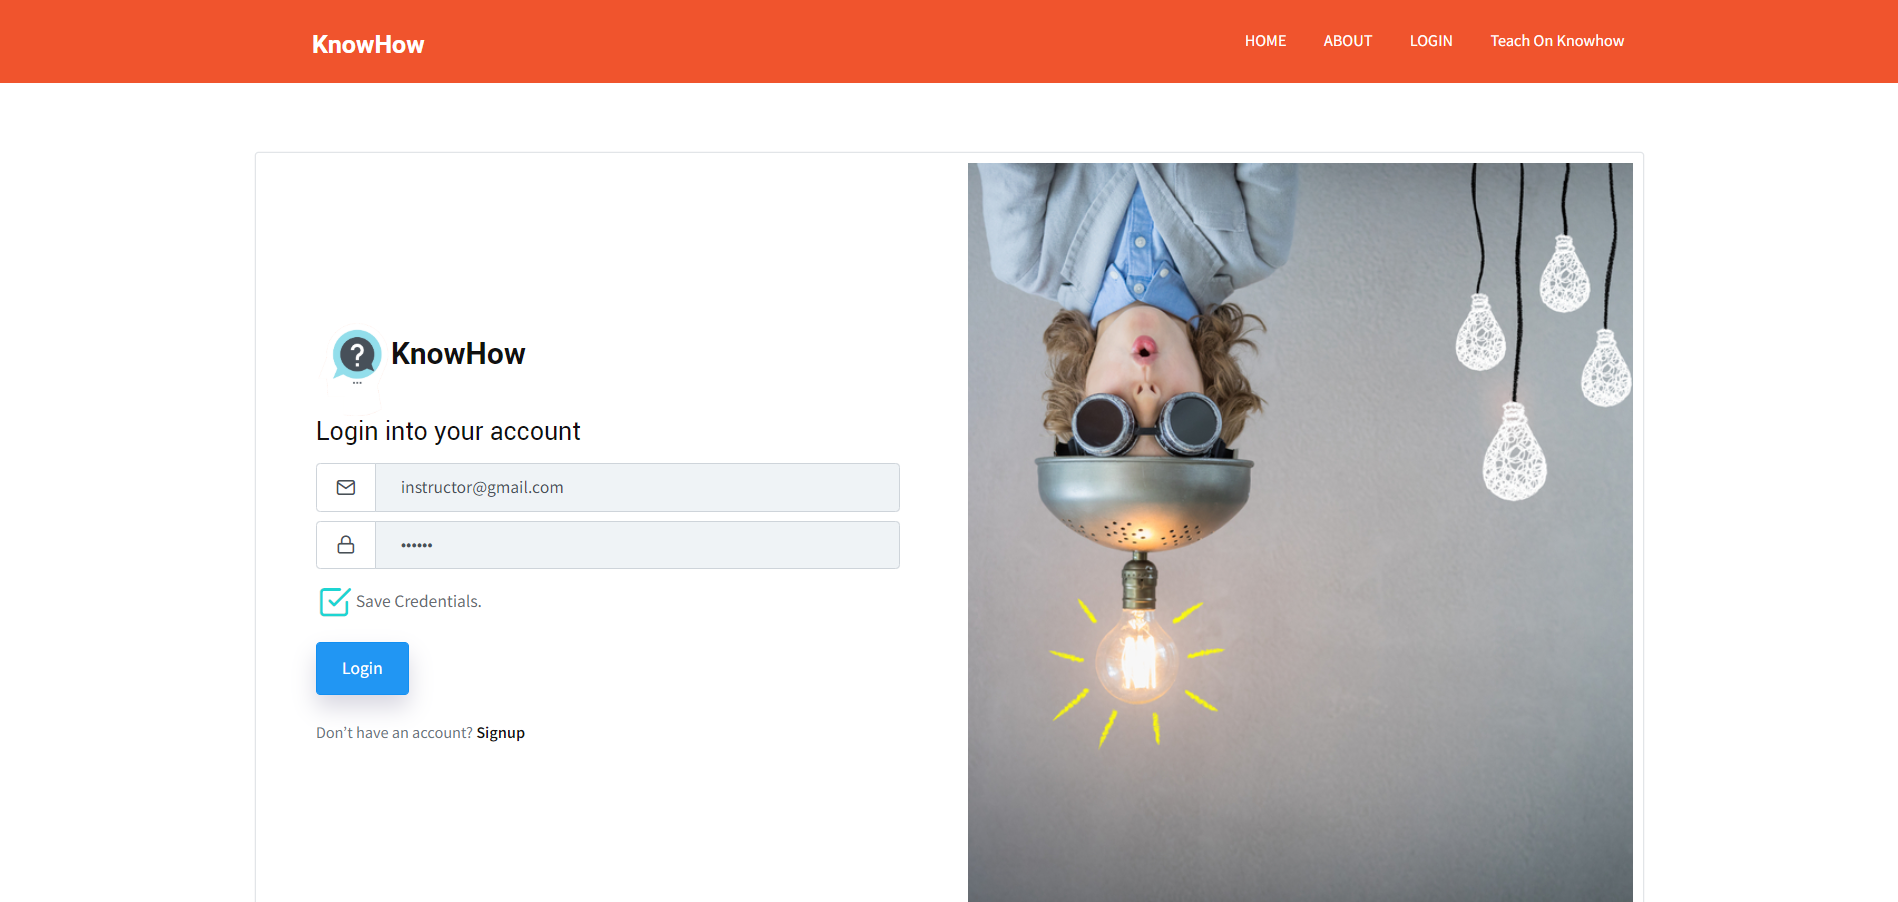 KnowHow
HOME ABOUT LOGIN Teach On Knowhow
? KnowHow
Login into your account
instructor@gmail.com
••••••
Save Credentials.
Login
Don’t have an account? Signup